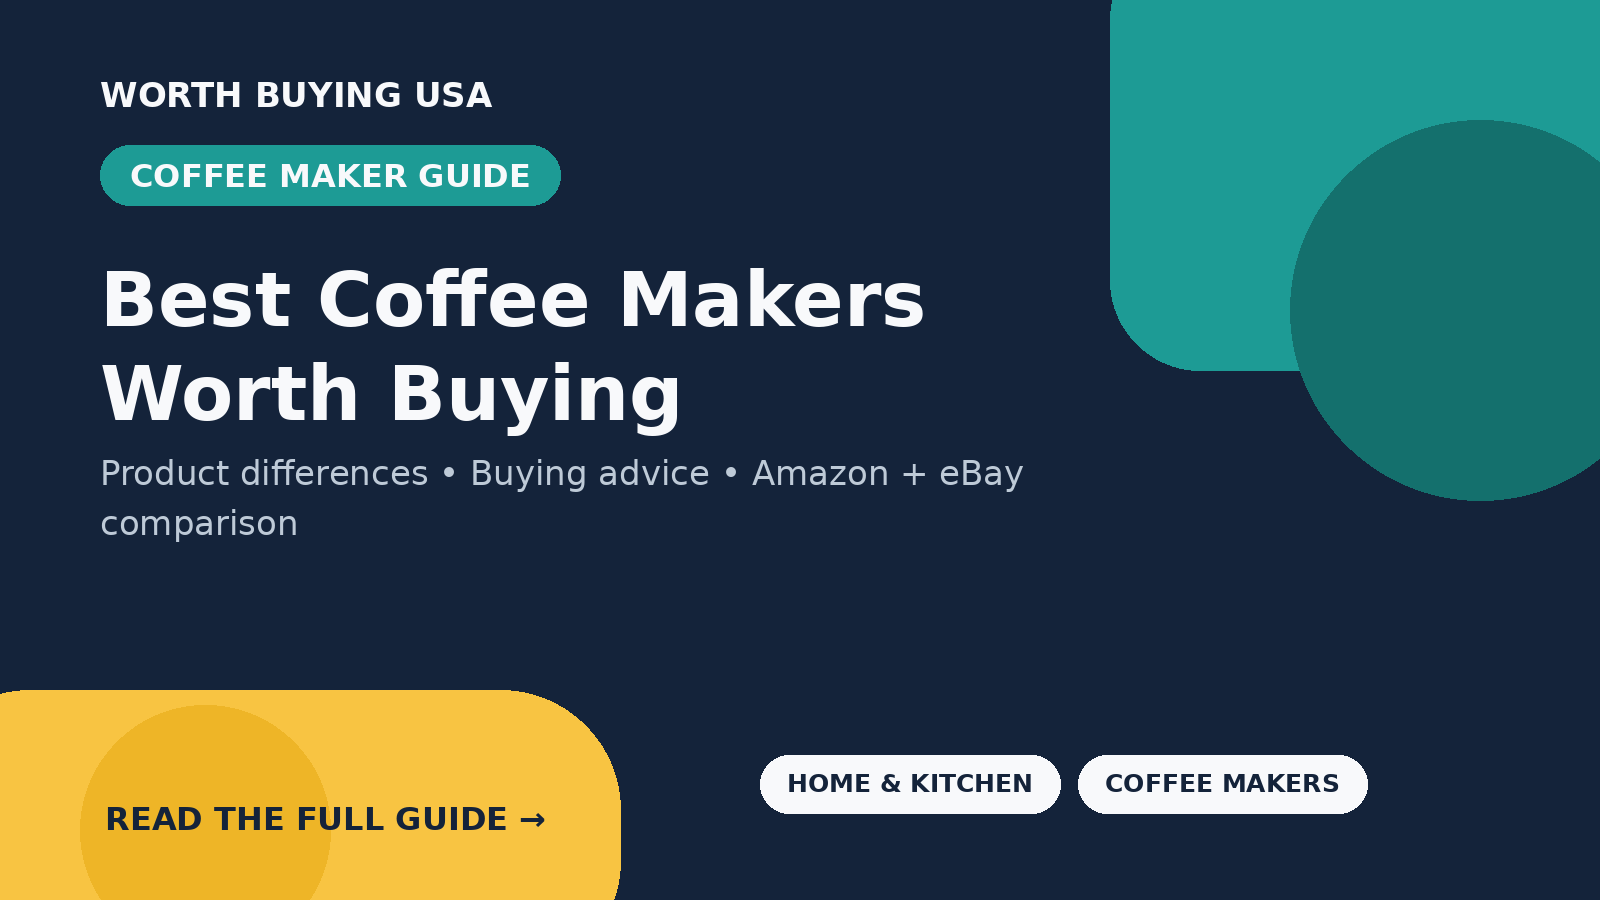 WORTH BUYING USA
COFFEE MAKER GUIDE
Best Coffee Makers
Worth Buying
Product differences • Buying advice • Amazon + eBay
comparison
READ THE FULL GUIDE →
HOME & KITCHEN
COFFEE MAKERS